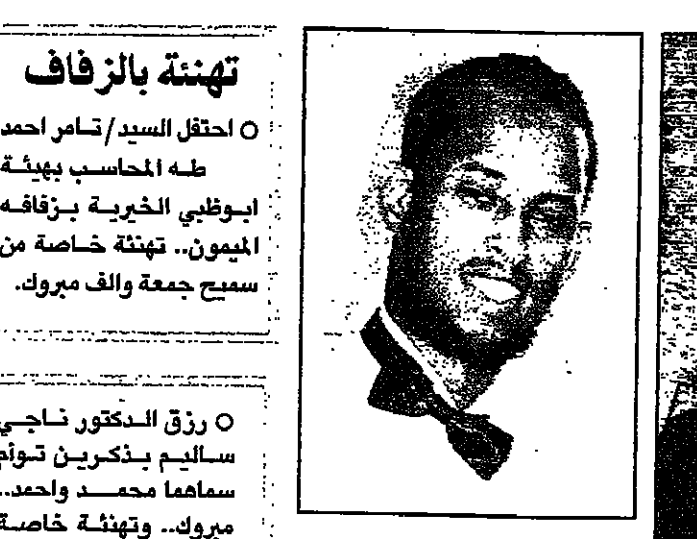 تهنئة بالزفاف
○ احتفل السيد/تامر احمد
طه المحاسب بهيئة
ابوظبي الخيرية بزفافه
الميمون.. تهنئة خاصة من
سميح جمعة والف مبروك.
○ رزق الدكتور ناجي
ساليم بذكرين توأم
سماهما محمد واحمد..
مبروك.. وتهنئة خاصة